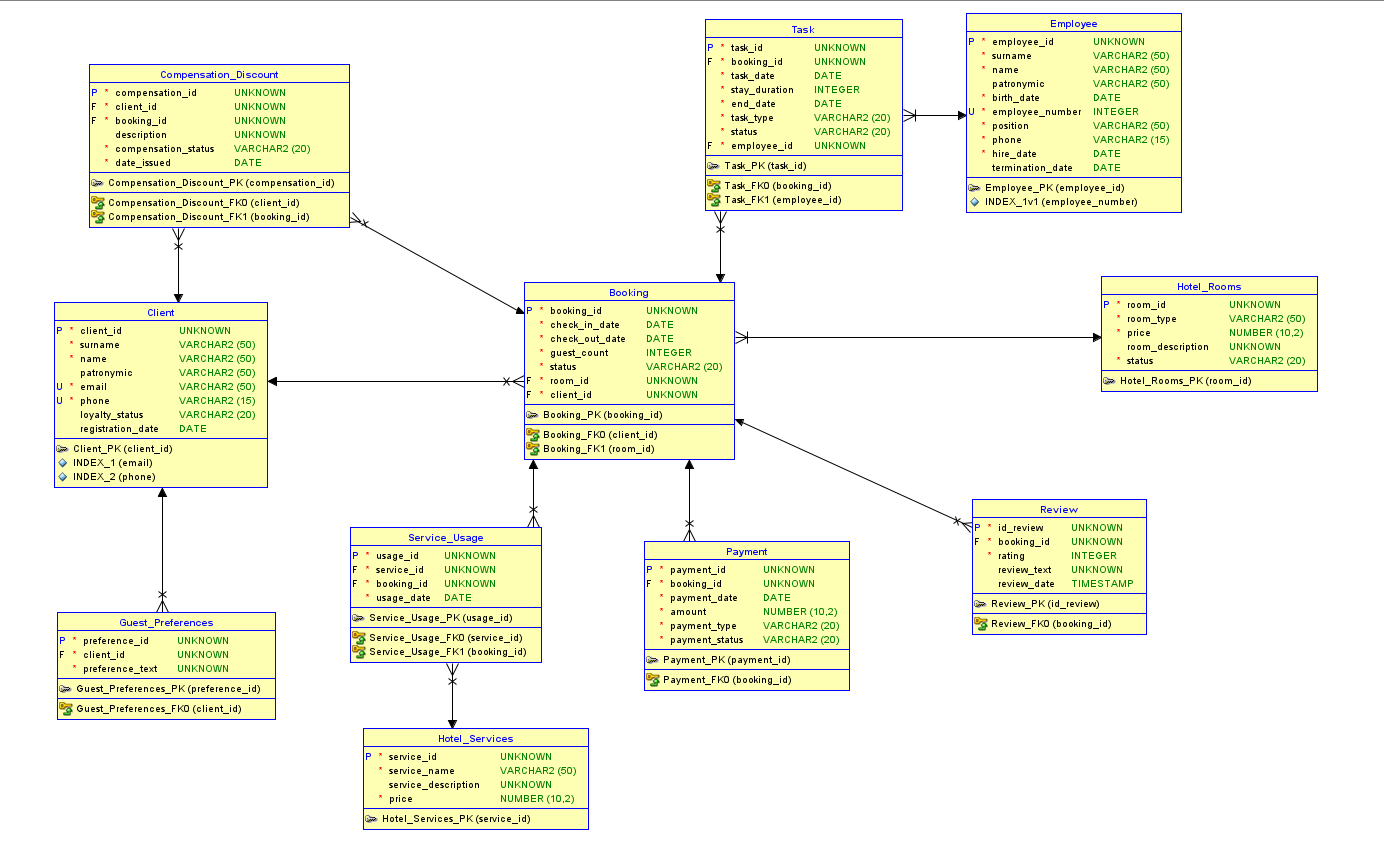 Compensation_Discount
P * compensation_id UNKNOWN
F * client_id UNKNOWN
F * booking_id UNKNOWN
description UNKNOWN
* compensation_status VARCHAR2 (20)
* date_issued DATE
Compensation_Discount_PK (compensation_id)
Compensation_Discount_FK0 (client_id)
Compensation_Discount_FK1 (booking_id)
Task
P * task_id UNKNOWN
F * booking_id UNKNOWN
* task_date DATE
* stay_duration INTEGER
* end_date DATE
* task_type VARCHAR2 (20)
* status VARCHAR2 (20)
F * employee_id UNKNOWN
Task_PK (task_id)
Task_FK0 (booking_id)
Task_FK1 (employee_id)
Employee
P * employee_id UNKNOWN
* surname VARCHAR2 (50)
* name VARCHAR2 (50)
patronymic VARCHAR2 (50)
* birth_date DATE
U * employee_number INTEGER
* position VARCHAR2 (50)
* phone VARCHAR2 (15)
* hire_date DATE
termination_date DATE
Employee_PK (employee_id)
INDEX_1v1 (employee_number)
Client
P * client_id UNKNOWN
* surname VARCHAR2 (50)
* name VARCHAR2 (50)
patronymic VARCHAR2 (50)
U * email VARCHAR2 (50)
U * phone VARCHAR2 (15)
loyalty_status VARCHAR2 (20)
registration_date DATE
Client_PK (client_id)
INDEX_1 (email)
INDEX_2 (phone)
Booking
P * booking_id UNKNOWN
* check_in_date DATE
* check_out_date DATE
* guest_count INTEGER
* status VARCHAR2 (20)
F * room_id UNKNOWN
F * client_id UNKNOWN
Booking_PK (booking_id)
Booking_FK0 (client_id)
Booking_FK1 (room_id)
Hotel_Rooms
P * room_id UNKNOWN
* room_type VARCHAR2 (50)
* price NUMBER (10,2)
room_description UNKNOWN
* status VARCHAR2 (20)
Hotel_Rooms_PK (room_id)
Guest_Preferences
P * preference_id UNKNOWN
F * client_id UNKNOWN
* preference_text UNKNOWN
Guest_Preferences_PK (preference_id)
Guest_Preferences_FK0 (client_id)
Service_Usage
P * usage_id UNKNOWN
F * service_id UNKNOWN
F * booking_id UNKNOWN
* usage_date DATE
Service_Usage_PK (usage_id)
Service_Usage_FK0 (service_id)
Service_Usage_FK1 (booking_id)
Payment
P * payment_id UNKNOWN
F * booking_id UNKNOWN
* payment_date DATE
* amount NUMBER (10,2)
* payment_type VARCHAR2 (20)
* payment_status VARCHAR2 (20)
Payment_PK (payment_id)
Payment_FK0 (booking_id)
Review
P * id_review UNKNOWN
F * booking_id UNKNOWN
* rating INTEGER
review_text UNKNOWN
review_date TIMESTAMP
Review_PK (id_review)
Review_FK0 (booking_id)
Hotel_Services
P * service_id UNKNOWN
* service_name VARCHAR2 (50)
service_description UNKNOWN
* price NUMBER (10,2)
Hotel_Services_PK (service_id)